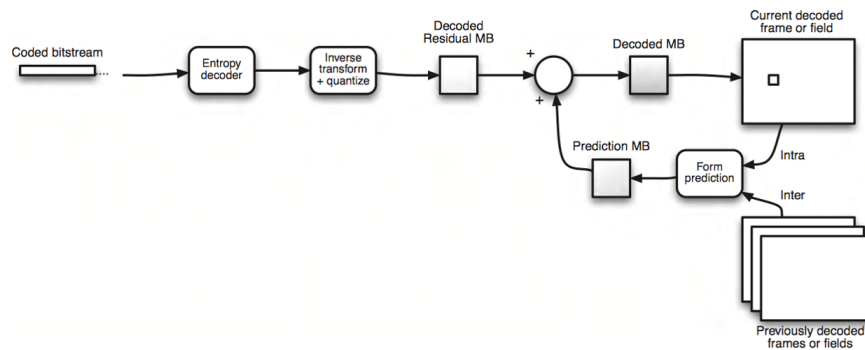 Coded bitstream
Entropy
decoder
Inverse
transform
+ quantize
Decoded
Residual MB
+
+
Decoded MB
Current decoded
frame or field
Prediction MB
Form
prediction
Intra
Inter
Previously decoded
frames or fields